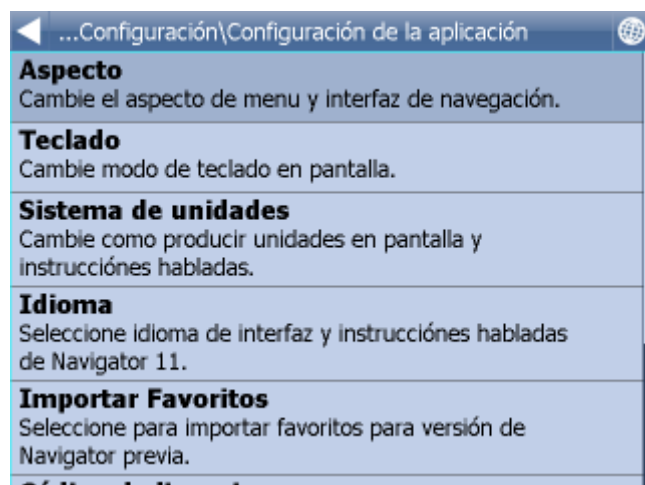 ...Configuración\Configuración de la aplicación
Aspecto
Cambie el aspecto de menu y interfaz de navegación.
Teclado
Cambie modo de teclado en pantalla.
Sistema de unidades
Cambie como producir unidades en pantalla y
instrucciónes habladas.
Idioma
Seleccione idioma de interfaz y instrucciónes habladas
de Navigator 11.
Importar Favoritos
Seleccione para importar favoritos para versión de
Navigator previa.